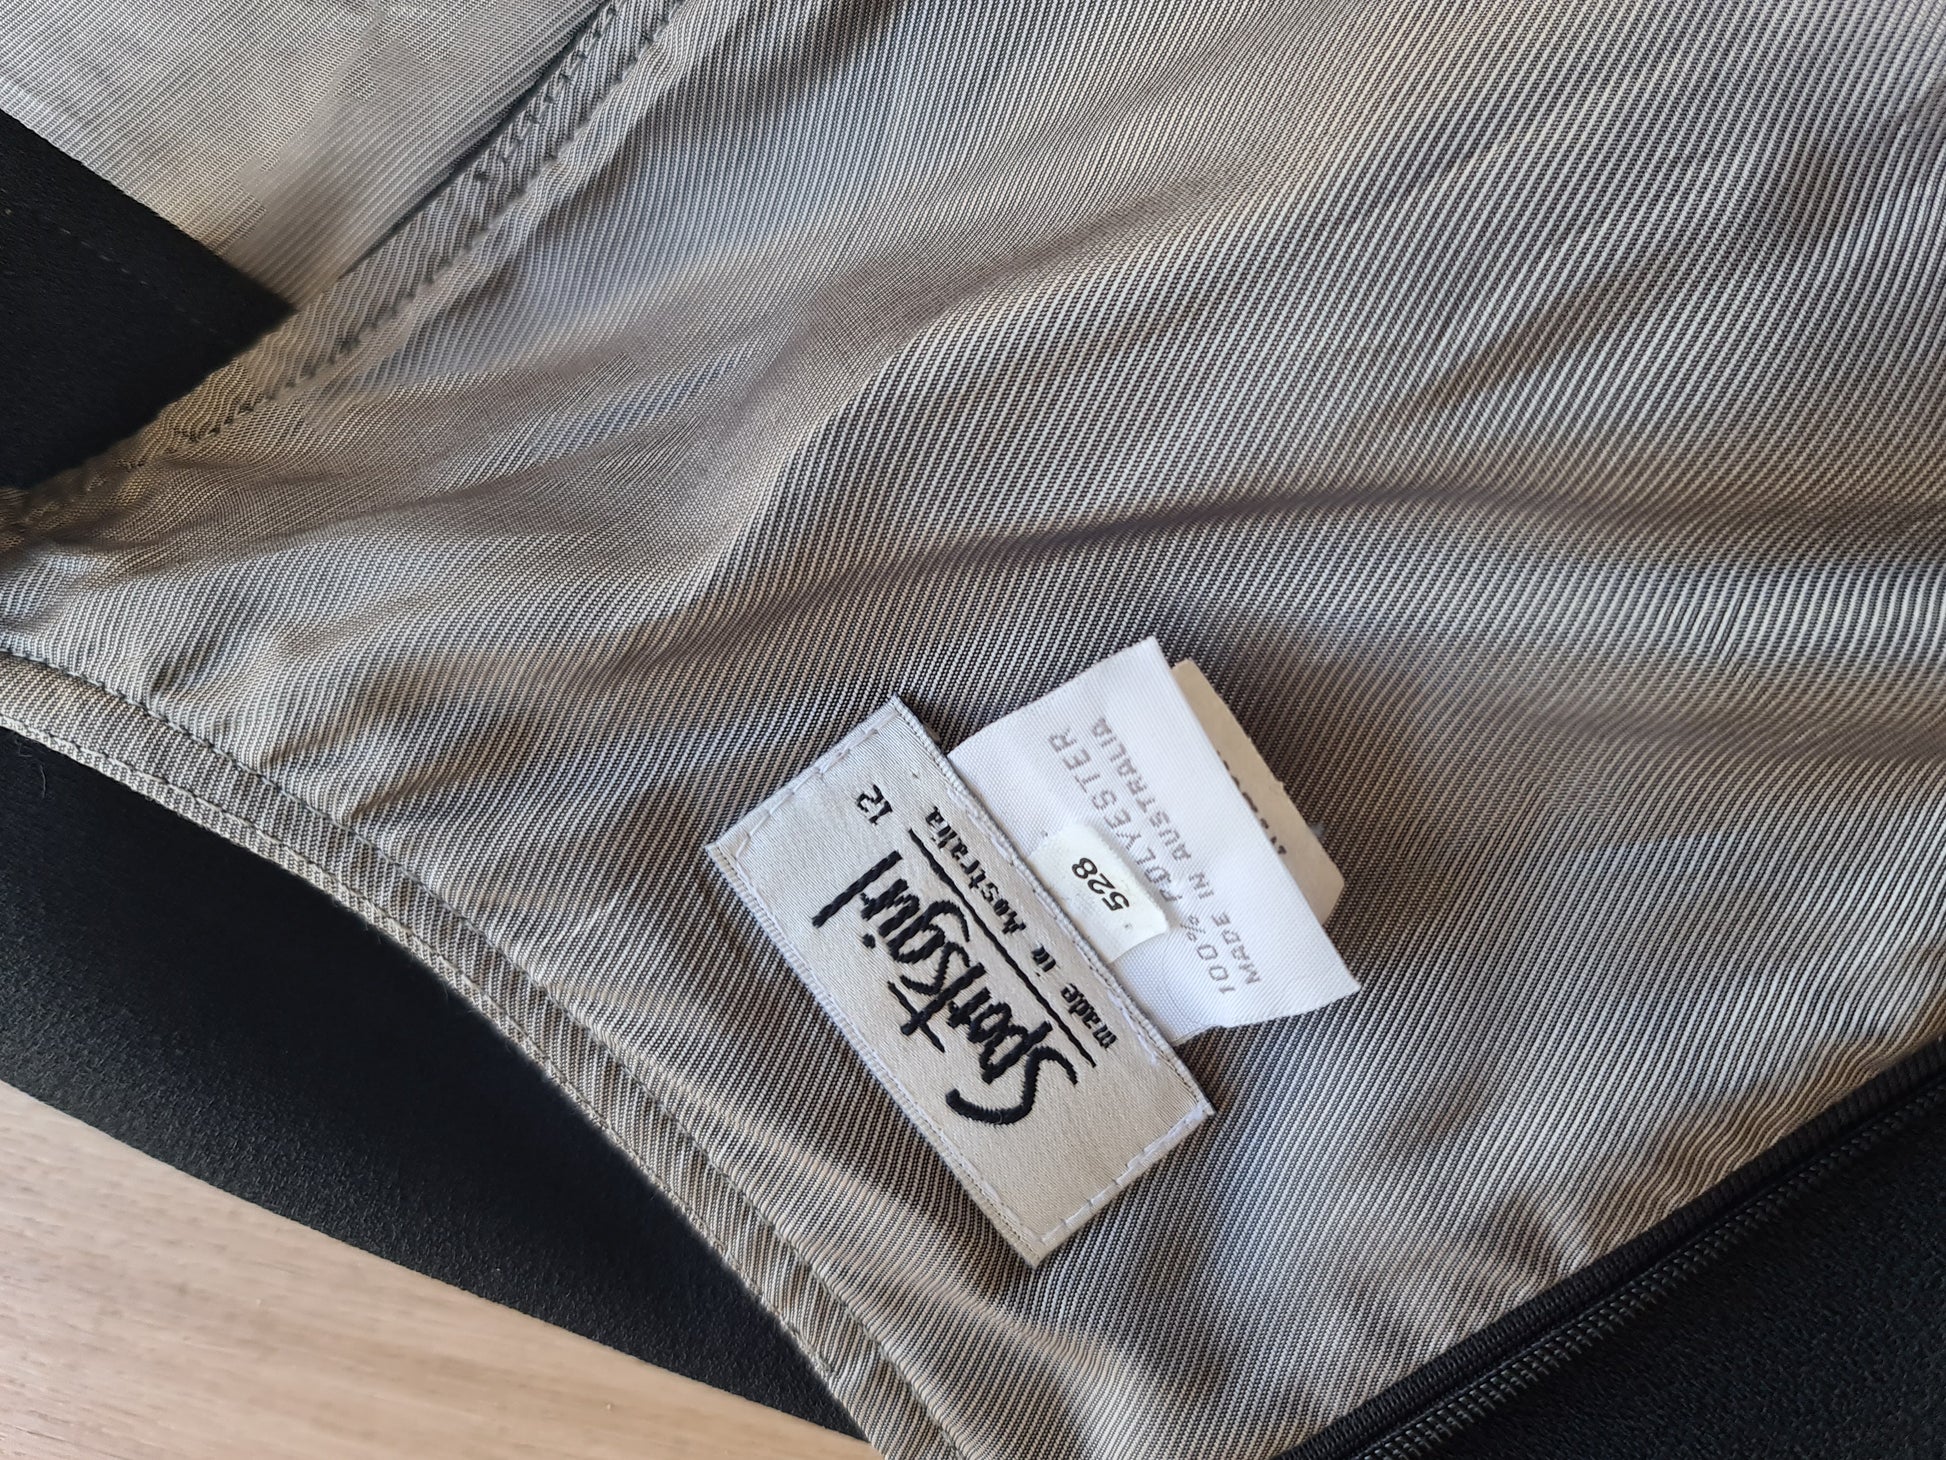 Sportsgirl
made in Australia 12
528
100% POLYESTER
MADE IN AUSTRALIA